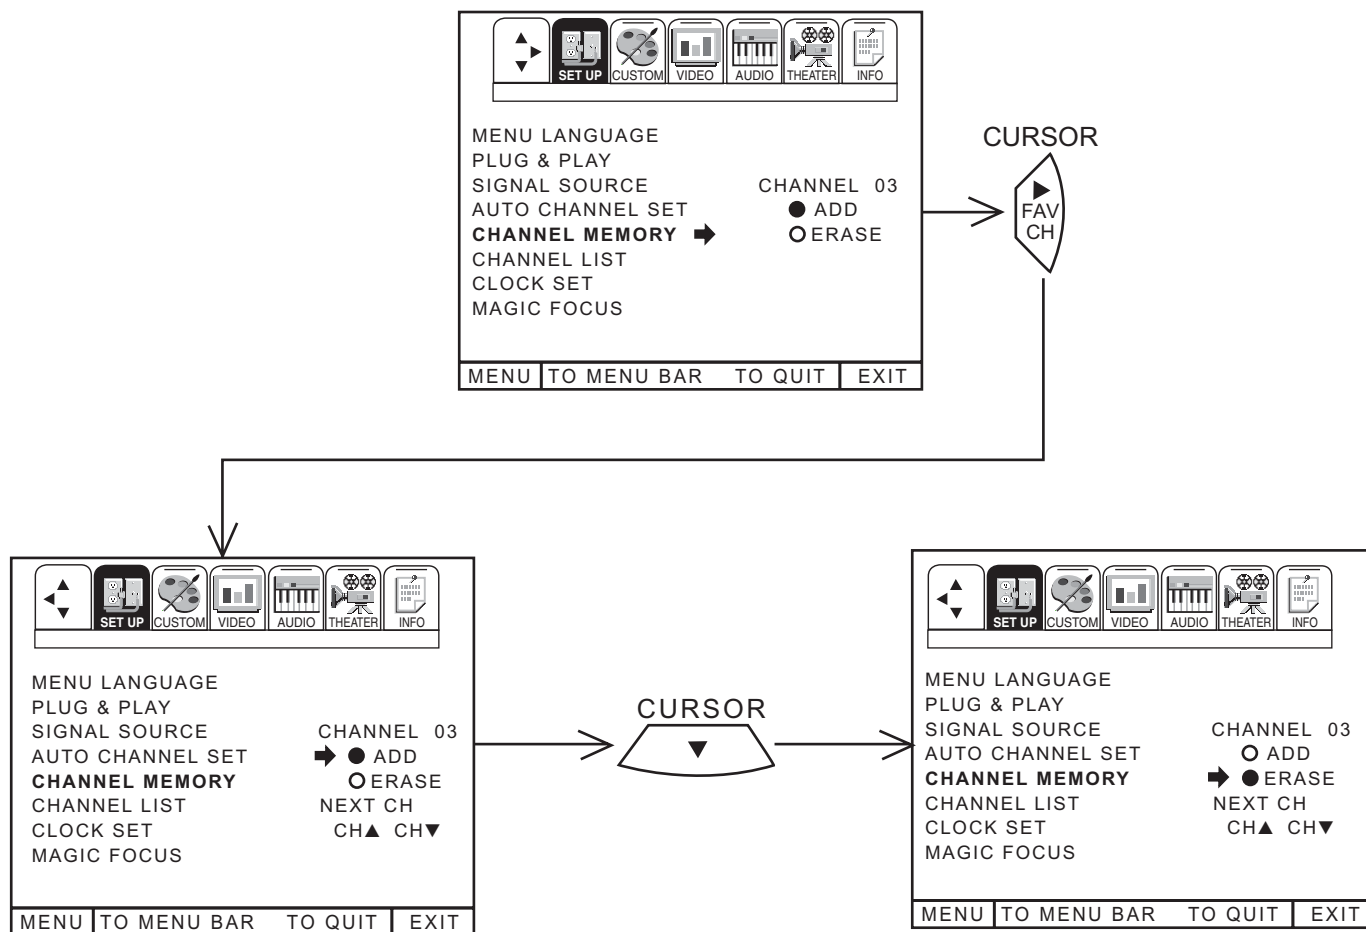 SET UP CUSTOM VIDEO AUDIO THEATER INFO
MENU LANGUAGE
PLUG & PLAY
SIGNAL SOURCE CHANNEL 03
AUTO CHANNEL SET ADD
CHANNEL MEMORY ERASE
CHANNEL LIST
CLOCK SET
MAGIC FOCUS
MENU TO MENU BAR TO QUIT EXIT
CURSOR
FAV
CH
SET UP CUSTOM VIDEO AUDIO THEATER INFO
MENU LANGUAGE
PLUG & PLAY
SIGNAL SOURCE CHANNEL 03
AUTO CHANNEL SET ADD
CHANNEL MEMORY ERASE
CHANNEL LIST NEXT CH
CLOCK SET CH▲ CH▼
MAGIC FOCUS
MENU TO MENU BAR TO QUIT EXIT
CURSOR
SET UP CUSTOM VIDEO AUDIO THEATER INFO
MENU LANGUAGE
PLUG & PLAY
SIGNAL SOURCE CHANNEL 03
AUTO CHANNEL SET ADD
CHANNEL MEMORY ERASE
CHANNEL LIST NEXT CH
CLOCK SET CH▲ CH▼
MAGIC FOCUS
MENU TO MENU BAR TO QUIT EXIT